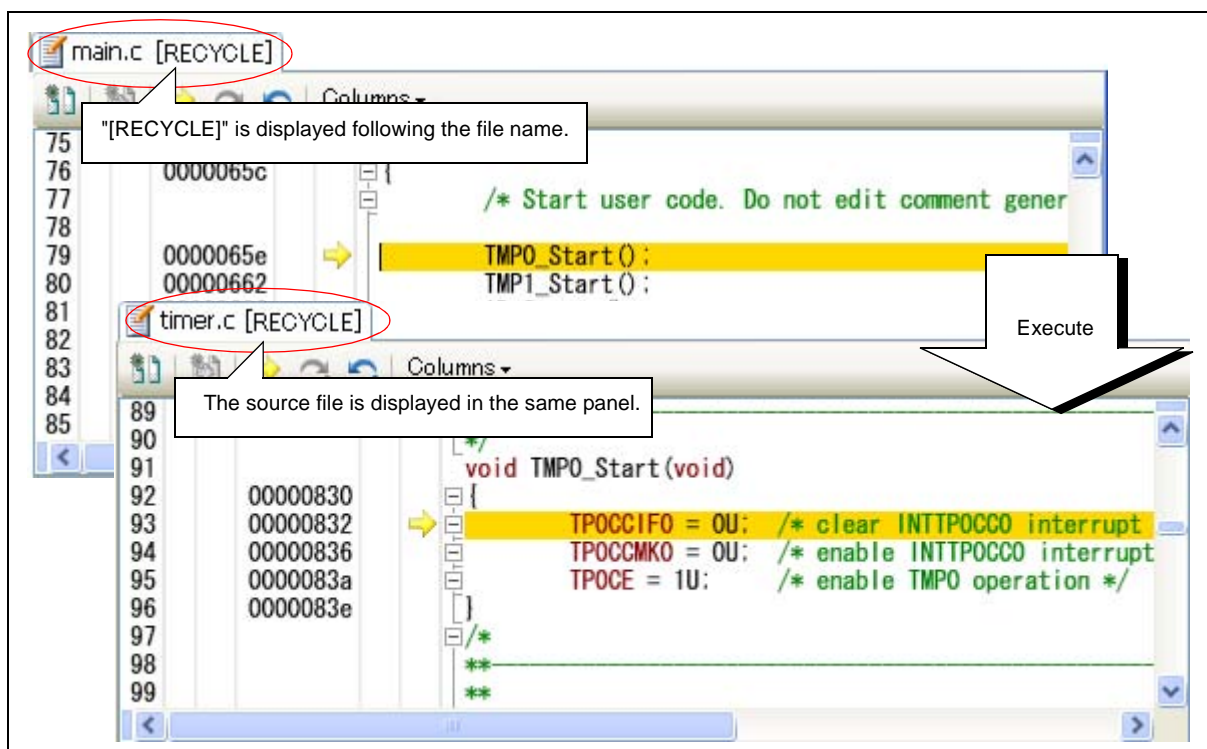 main.c [RECYCLE]
Columns
"[RECYCLE]" is displayed following the file name.
75
76 0000065c {
77 /* Start user code. Do not edit comment gener
78
79 0000065e TMP0_Start();
80 00000662 TMP1_Start();
81
82
83
84
85
Execute
timer.c [RECYCLE]
Columns
The source file is displayed in the same panel.
89
90 */
91 void TMP0_Start(void)
92 00000830 {
93 00000832 TP0CCIF0 = 0U; /* clear INTTP0CC0 interrupt
94 00000836 TP0CCMK0 = 0U; /* enable INTTP0CC0 interrupt
95 0000083a TP0CE = 1U; /* enable TMP0 operation */
96 0000083e }
97 /*
98 **
99 **